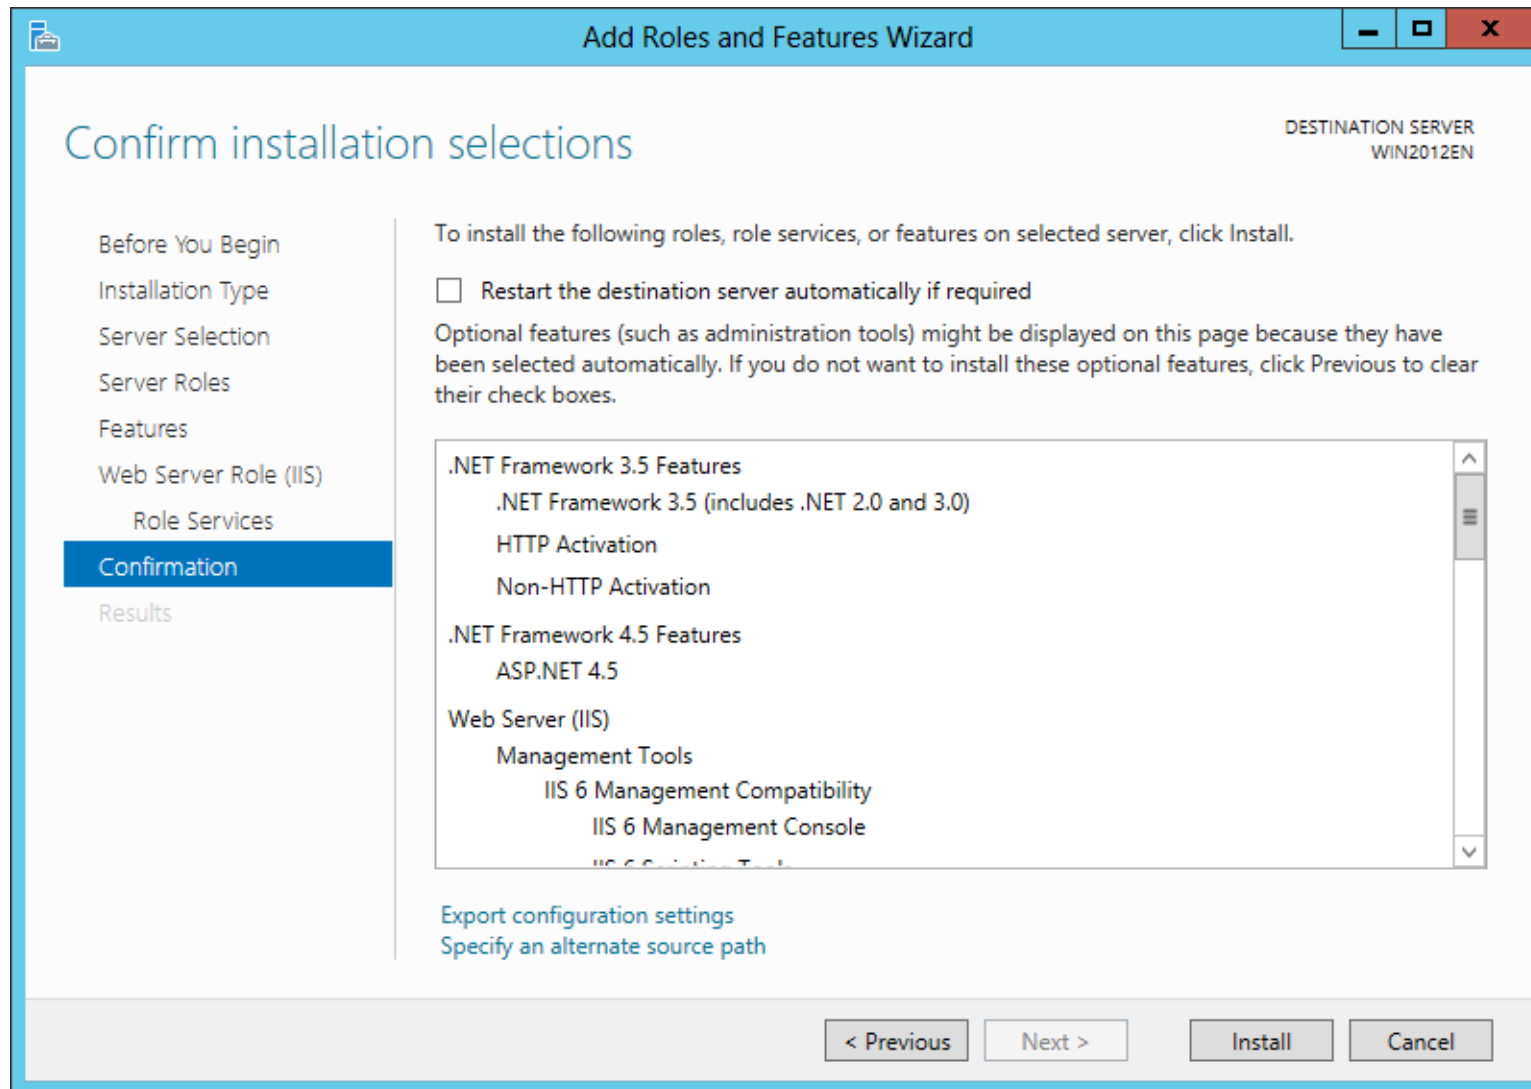 Add Roles and Features Wizard
Confirm installation selections
DESTINATION SERVER
WIN2012EN
Before You Begin
Installation Type
Server Selection
Server Roles
Features
Web Server Role (IIS)
Role Services
Confirmation
Results
To install the following roles, role services, or features on selected server, click Install.
Restart the destination server automatically if required
Optional features (such as administration tools) might be displayed on this page because they have
been selected automatically. If you do not want to install these optional features, click Previous to clear
their check boxes.
.NET Framework 3.5 Features
.NET Framework 3.5 (includes .NET 2.0 and 3.0)
HTTP Activation
Non-HTTP Activation
.NET Framework 4.5 Features
ASP.NET 4.5
Web Server (IIS)
Management Tools
IIS 6 Management Compatibility
IIS 6 Management Console
IIS 6 Scripting Tools
Export configuration settings
Specify an alternate source path
< Previous
Next >
Install
Cancel